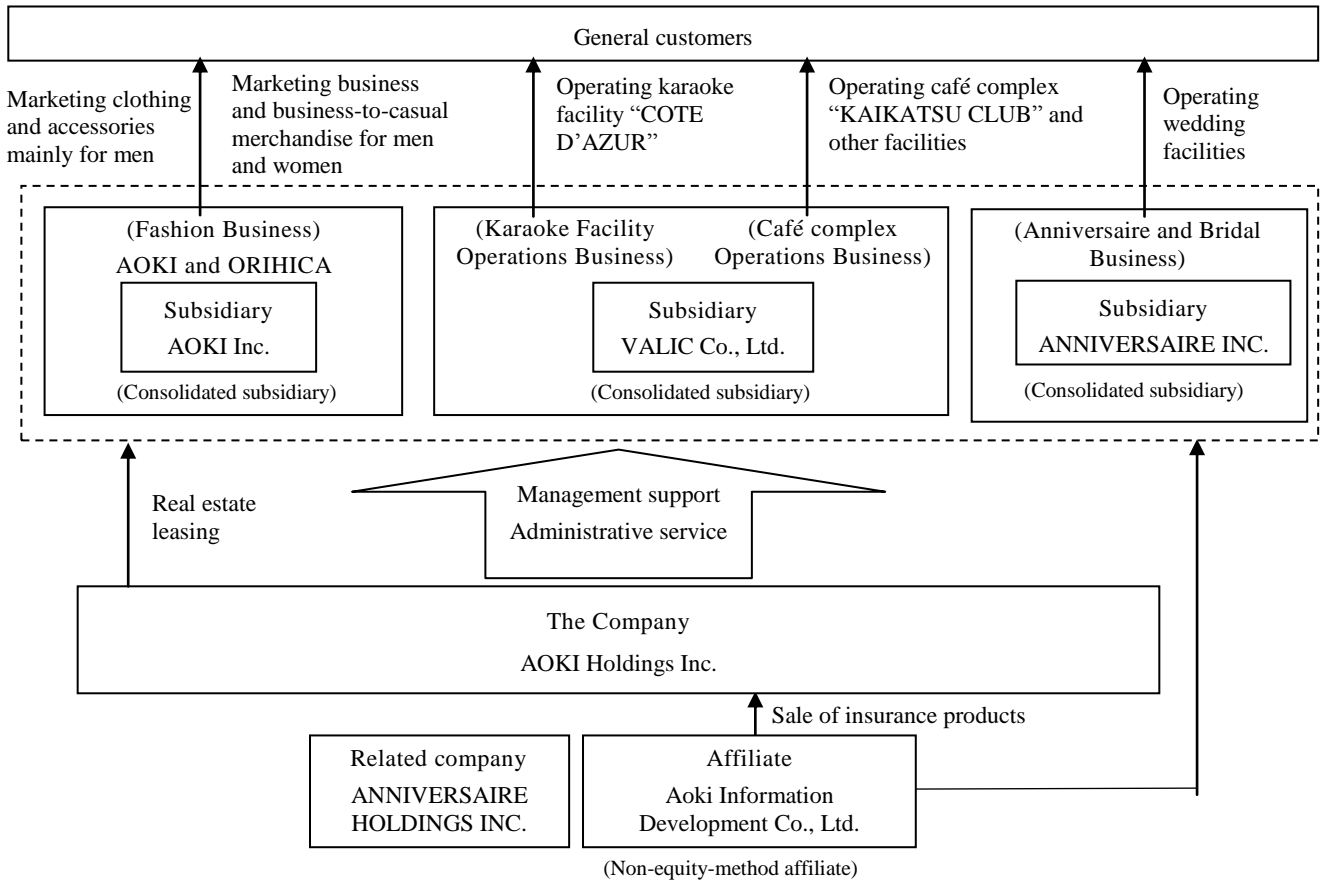 General customers
Marketing clothing
and accessories
mainly for men
Marketing business
and business-to-casual
merchandise for men
and women
Operating karaoke
facility “COTE
D’AZUR”
Operating café complex
“KAIKATSU CLUB” and
other facilities
Operating
wedding
facilities
(Fashion Business)
AOKI and ORIHICA
Subsidiary
AOKI Inc.
(Consolidated subsidiary)
(Karaoke Facility
Operations Business)
(Café complex
Operations Business)
Subsidiary
VALIC Co., Ltd.
(Consolidated subsidiary)
(Anniversaire and Bridal
Business)
Subsidiary
ANNIVERSAIRE INC.
(Consolidated subsidiary)
Real estate
leasing
Management support
Administrative service
The Company
AOKI Holdings Inc.
Sale of insurance products
Related company
ANNIVERSAIRE
HOLDINGS INC.
Affiliate
Aoki Information
Development Co., Ltd.
(Non-equity-method affiliate)